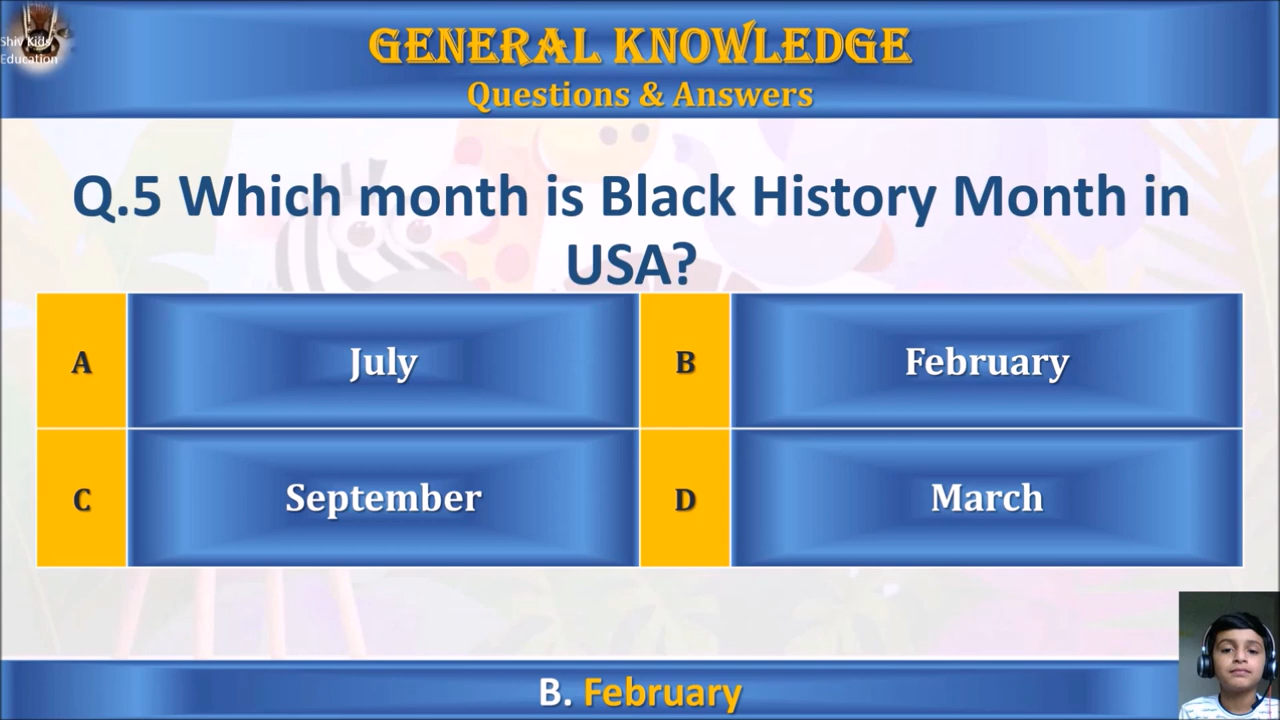 Shiv Kids
Education
GENERAL KNOWLEDGE
Questions & Answers
Q.5 Which month is Black History Month in
USA?
A
July
B
February
C
September
D
March
B. February